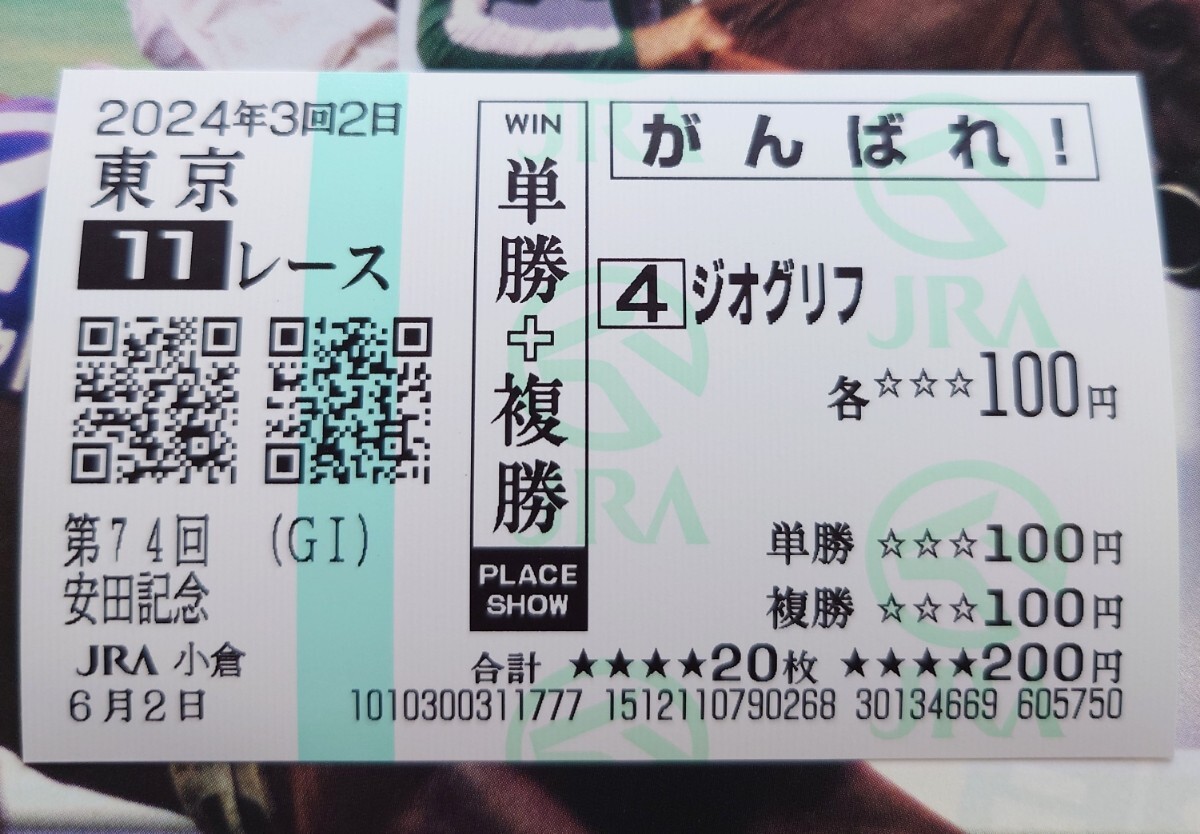 2024年3回2日
東京
11レース
第74回 (GI)
安田記念
JRA 小倉
6月2日
WIN
単勝+複勝
PLACE
SHOW
がんばれ!
4 ジオグリフ
各☆☆☆100円
単勝 ☆☆☆100円
複勝 ☆☆☆100円
合計 ★★★★20枚 ★★★★200円
1010300311777 1512110790268 30134669 605750
JRA
JRA
JRA